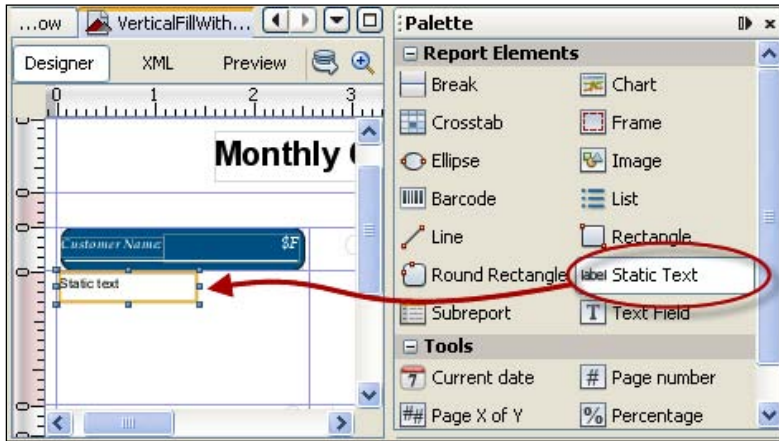 ...ow VerticalFillWith...
Designer XML Preview
0 1 2 3
Monthly
Customer Name: $F
Static text
Palette
Report Elements
Break Chart
Crosstab Frame
Ellipse Image
Barcode List
Line Rectangle
Round Rectangle label Static Text
Subreport T Text Field
Tools
7 Current date # Page number
## Page X of Y % Percentage